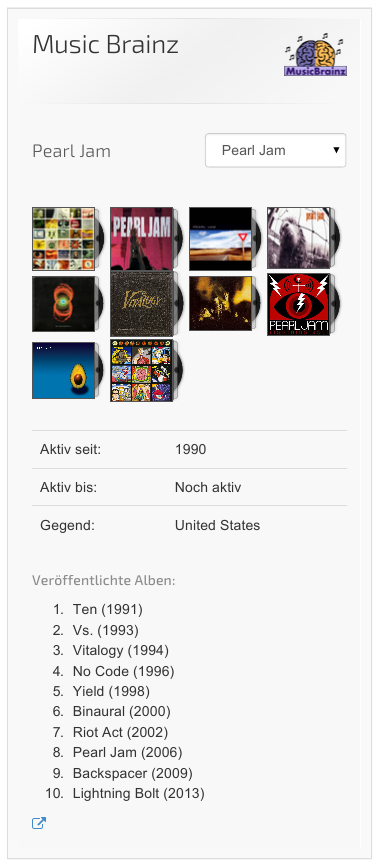 Music Brainz
MusicBrainz
Pearl Jam
Pearl Jam
PEARL JAM
Vitalogy
PEARLJAM
Aktiv seit: 1990
Aktiv bis: Noch aktiv
Gegend: United States
Veröffentlichte Alben:
1. Ten (1991)
2. Vs. (1993)
3. Vitalogy (1994)
4. No Code (1996)
5. Yield (1998)
6. Binaural (2000)
7. Riot Act (2002)
8. Pearl Jam (2006)
9. Backspacer (2009)
10. Lightning Bolt (2013)